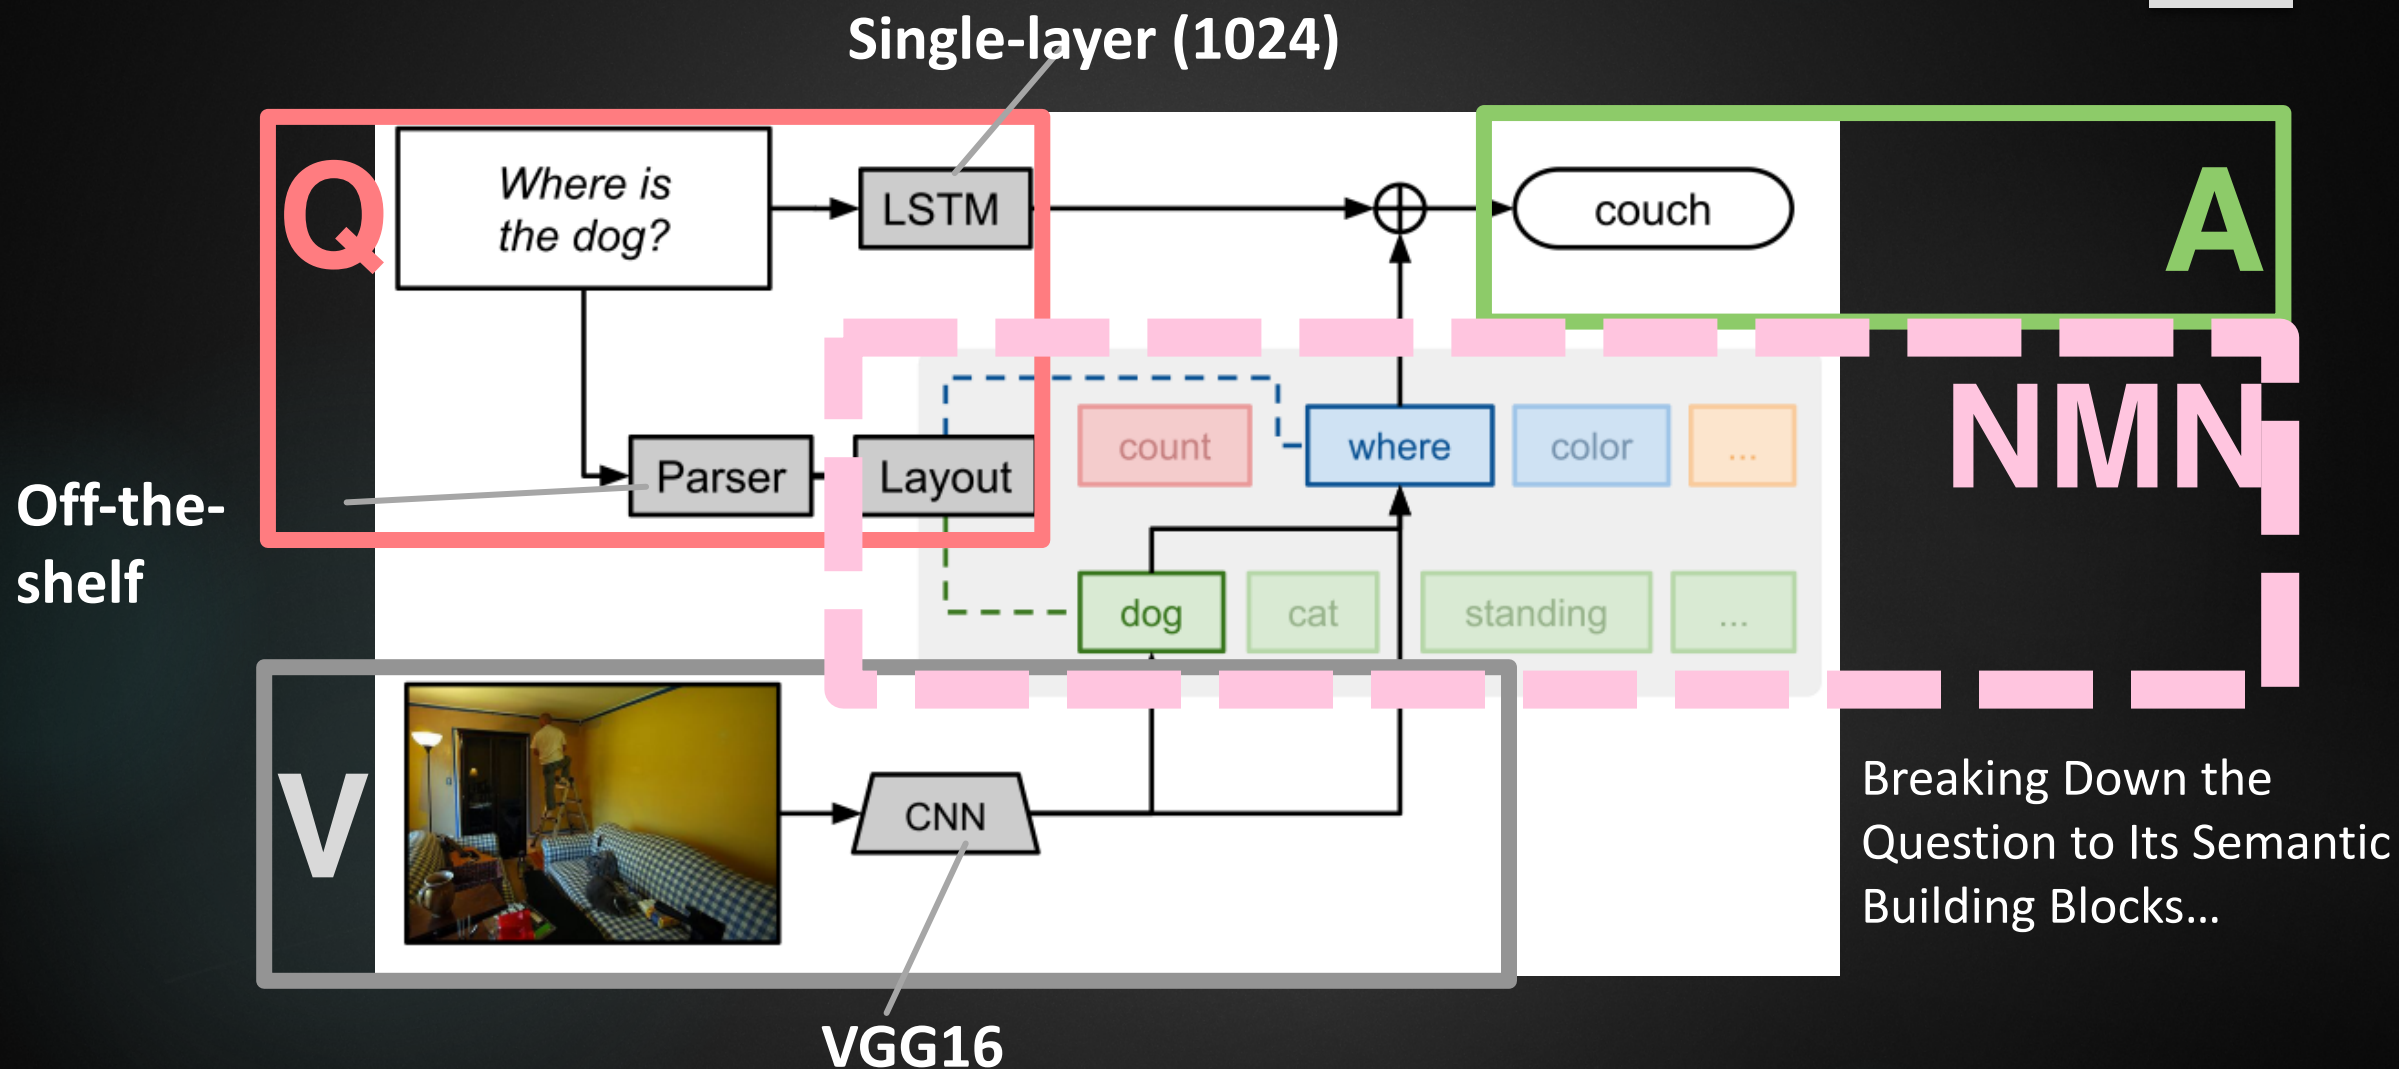 Single-layer (1024)
Q
Where is
the dog?
LSTM
couch
A
NMN
count
where
color
...
Parser
Layout
Off-the-
shelf
dog
cat
standing
...
V
CNN
Breaking Down the
Question to Its Semantic
Building Blocks...
VGG16